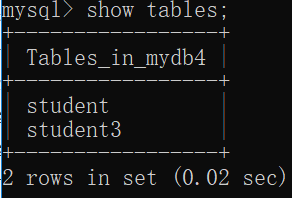 mysql> show tables;
+-----------------+
| Tables_in_mydb4 |
+-----------------+
| student         |
| student3        |
+-----------------+
2 rows in set (0.02 sec)